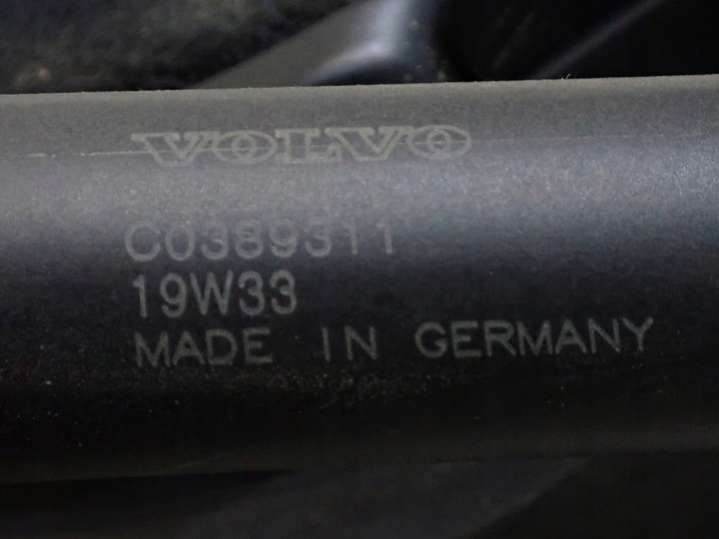 VOLVO
C0389311
19W33
MADE IN GERMANY